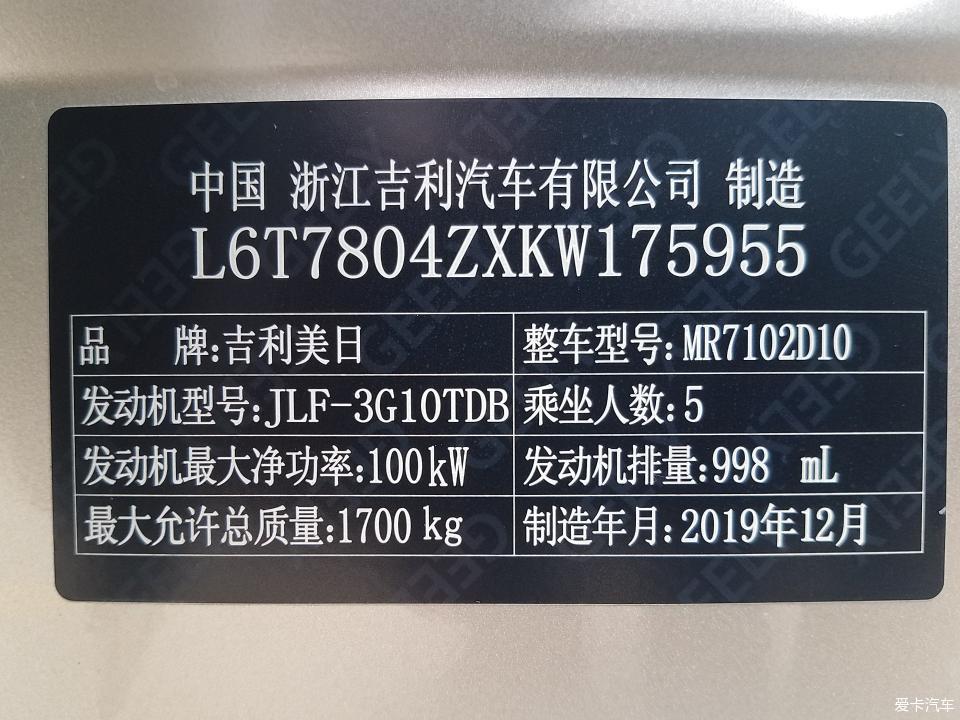 中国 浙江吉利汽车有限公司 制造
L6T7804ZXKW175955
品 牌:吉利美日 整车型号:MR7102D10
发动机型号:JLF-3G10TDB 乘坐人数:5
发动机最大净功率:100kW 发动机排量:998 mL
最大允许总质量:1700 kg 制造年月:2019年12月
爱卡汽车